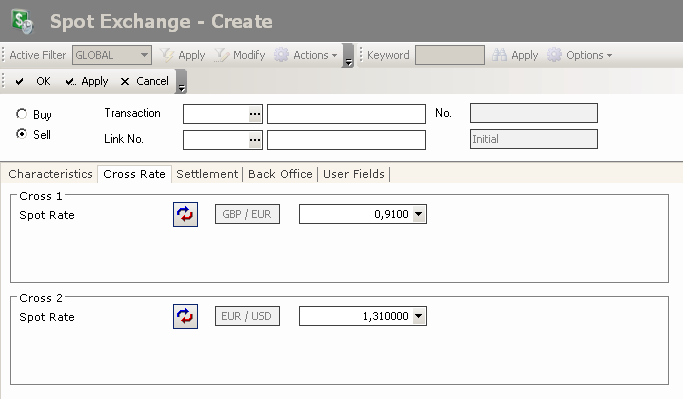 Spot Exchange - Create
Active Filter GLOBAL Apply Modify Actions Keyword Apply Options
OK Apply Cancel
Buy Transaction ... No.
Sell Link No. ... Initial
Characteristics Cross Rate Settlement Back Office User Fields
Cross 1
Spot Rate GBP / EUR 0,9100
Cross 2
Spot Rate EUR / USD 1,310000